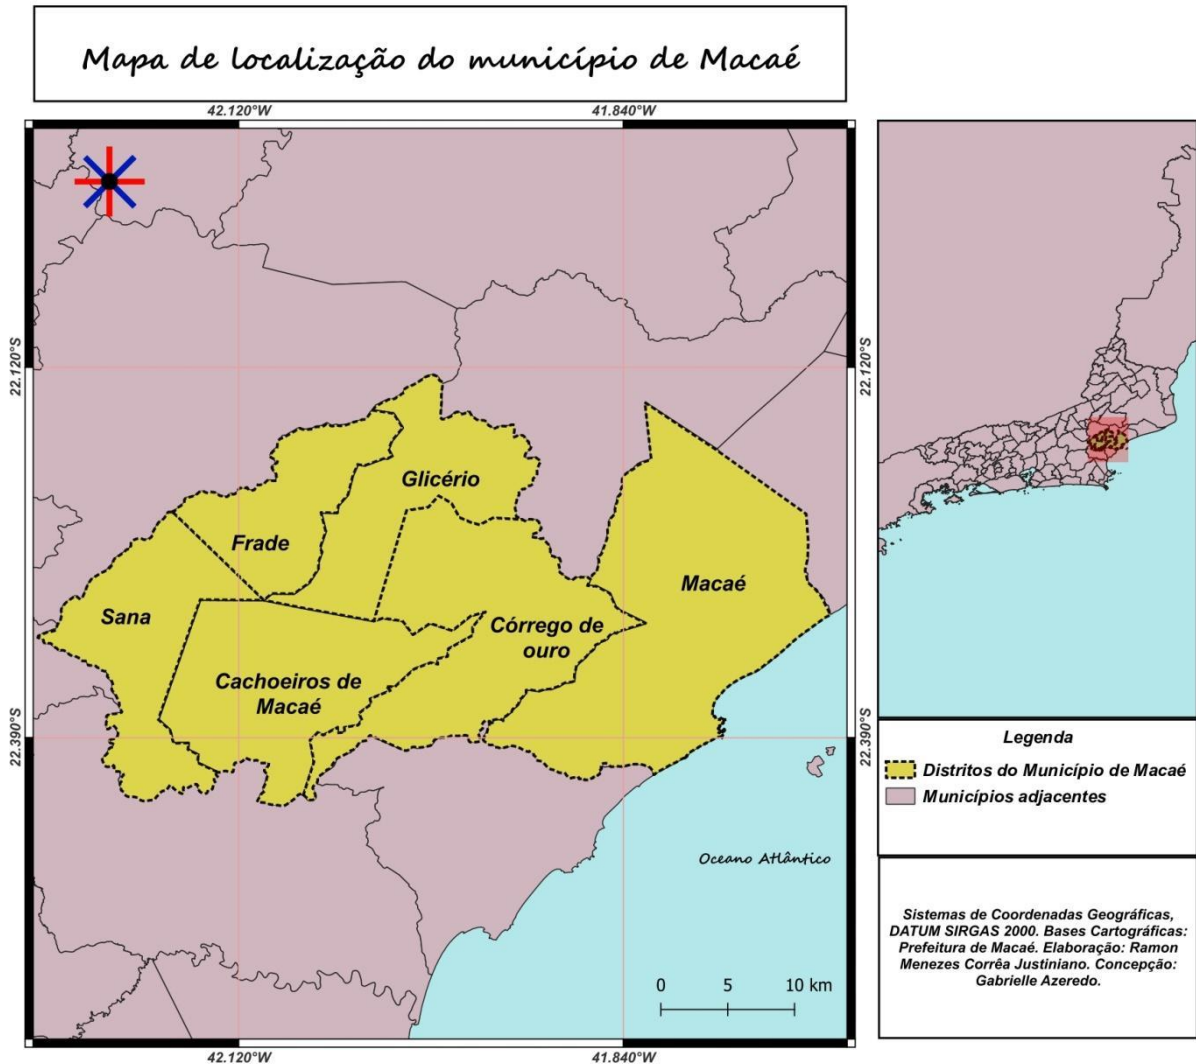 Mapa de localização do município de Macaé
42.120°W
41.840°W
22.120°S
22.120°S
Glicério
Frade
Macaé
Sana
Córrego de
ouro
Cachoeiros de
Macaé
22.390°S
22.390°S
Oceano Atlântico
0 5 10 km
42.120°W
41.840°W
Legenda
Distritos do Município de Macaé
Municípios adjacentes
Sistemas de Coordenadas Geográficas,
DATUM SIRGAS 2000. Bases Cartográficas:
Prefeitura de Macaé. Elaboração: Ramon
Menezes Corrêa Justiniano. Concepção:
Gabrielle Azeredo.